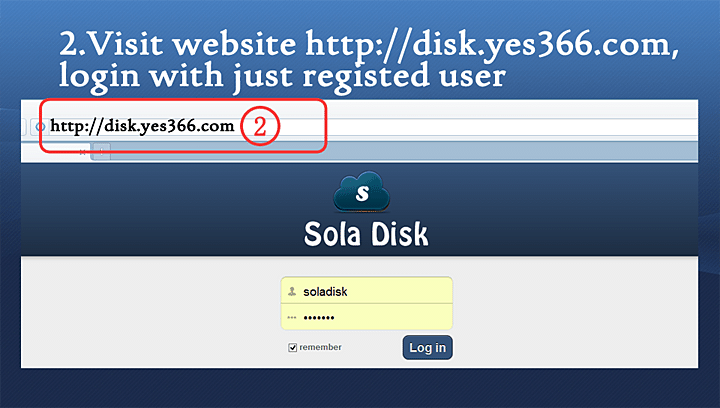 2.Visit website http://disk.yes366.com,
login with just registed user
http://disk.yes366.com 2
S
Sola Disk
soladisk
•••••••
remember
Log in